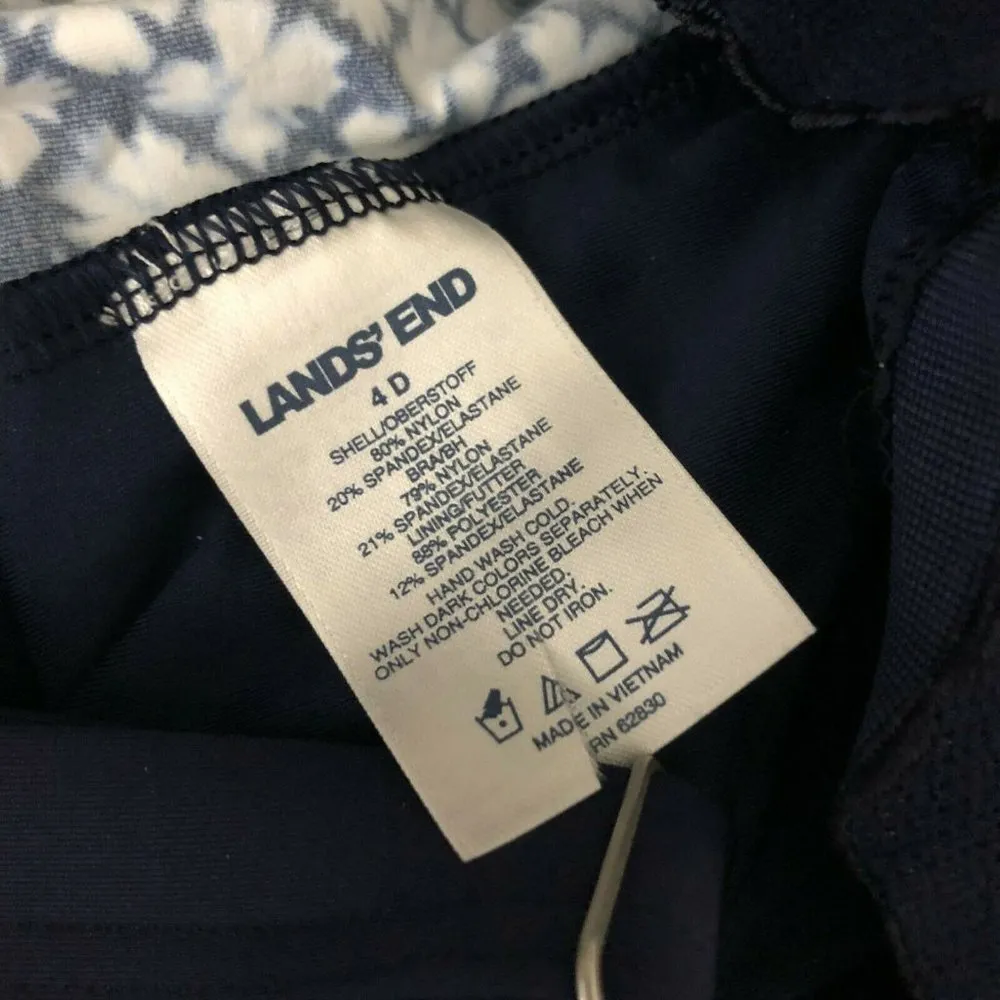 LANDS' END
4 D
SHELL/OBERSTOFF
80% NYLON
20% SPANDEX/ELASTANE
BRA/BH
79% NYLON
21% SPANDEX/ELASTANE
LINING/FUTTER
88% POLYESTER
12% SPANDEX/ELASTANE
HAND WASH COLD.
WASH DARK COLORS SEPARATELY.
ONLY NON-CHLORINE BLEACH WHEN
NEEDED.
LINE DRY.
DO NOT IRON.
MADE IN VIETNAM
RN 62830